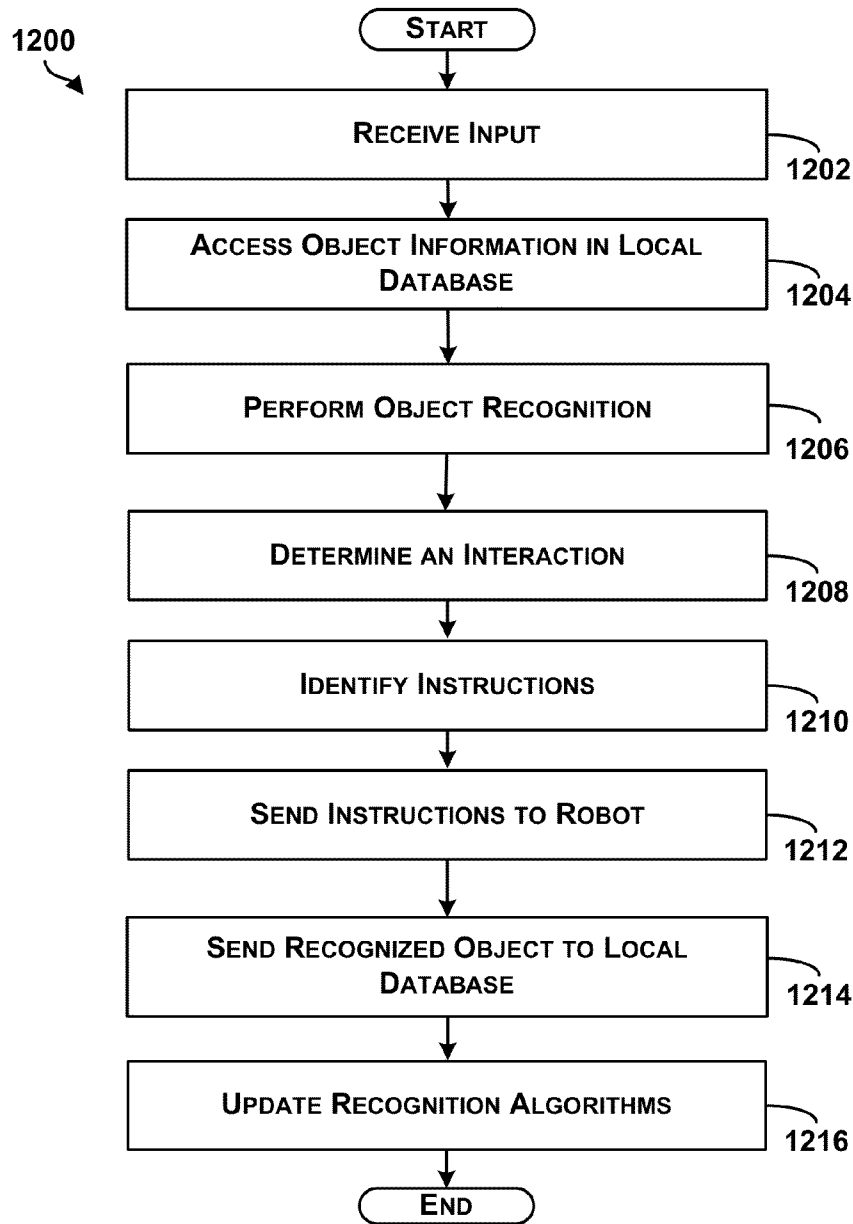 1200
START
RECEIVE INPUT
1202
ACCESS OBJECT INFORMATION IN LOCAL
DATABASE
1204
PERFORM OBJECT RECOGNITION
1206
DETERMINE AN INTERACTION
1208
IDENTIFY INSTRUCTIONS
1210
SEND INSTRUCTIONS TO ROBOT
1212
SEND RECOGNIZED OBJECT TO LOCAL
DATABASE
1214
UPDATE RECOGNITION ALGORITHMS
1216
END